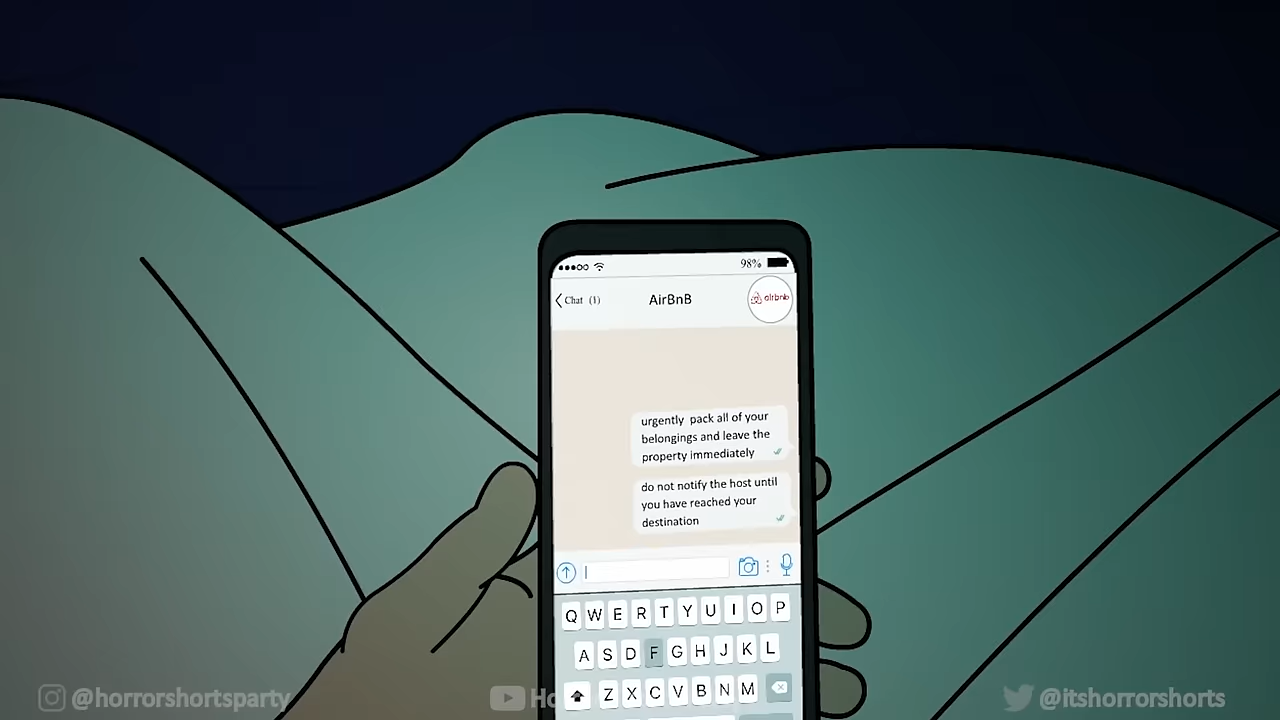 98%
Chat (1)
AirBnB
airbnb
urgently pack all of your
belongings and leave the
property immediately
do not notify the host until
you have reached your
destination
Q W E R T Y U I O P
A S D F G H J K L
Z X C V B N M
@horrorshortsparty
@itshorrorshorts